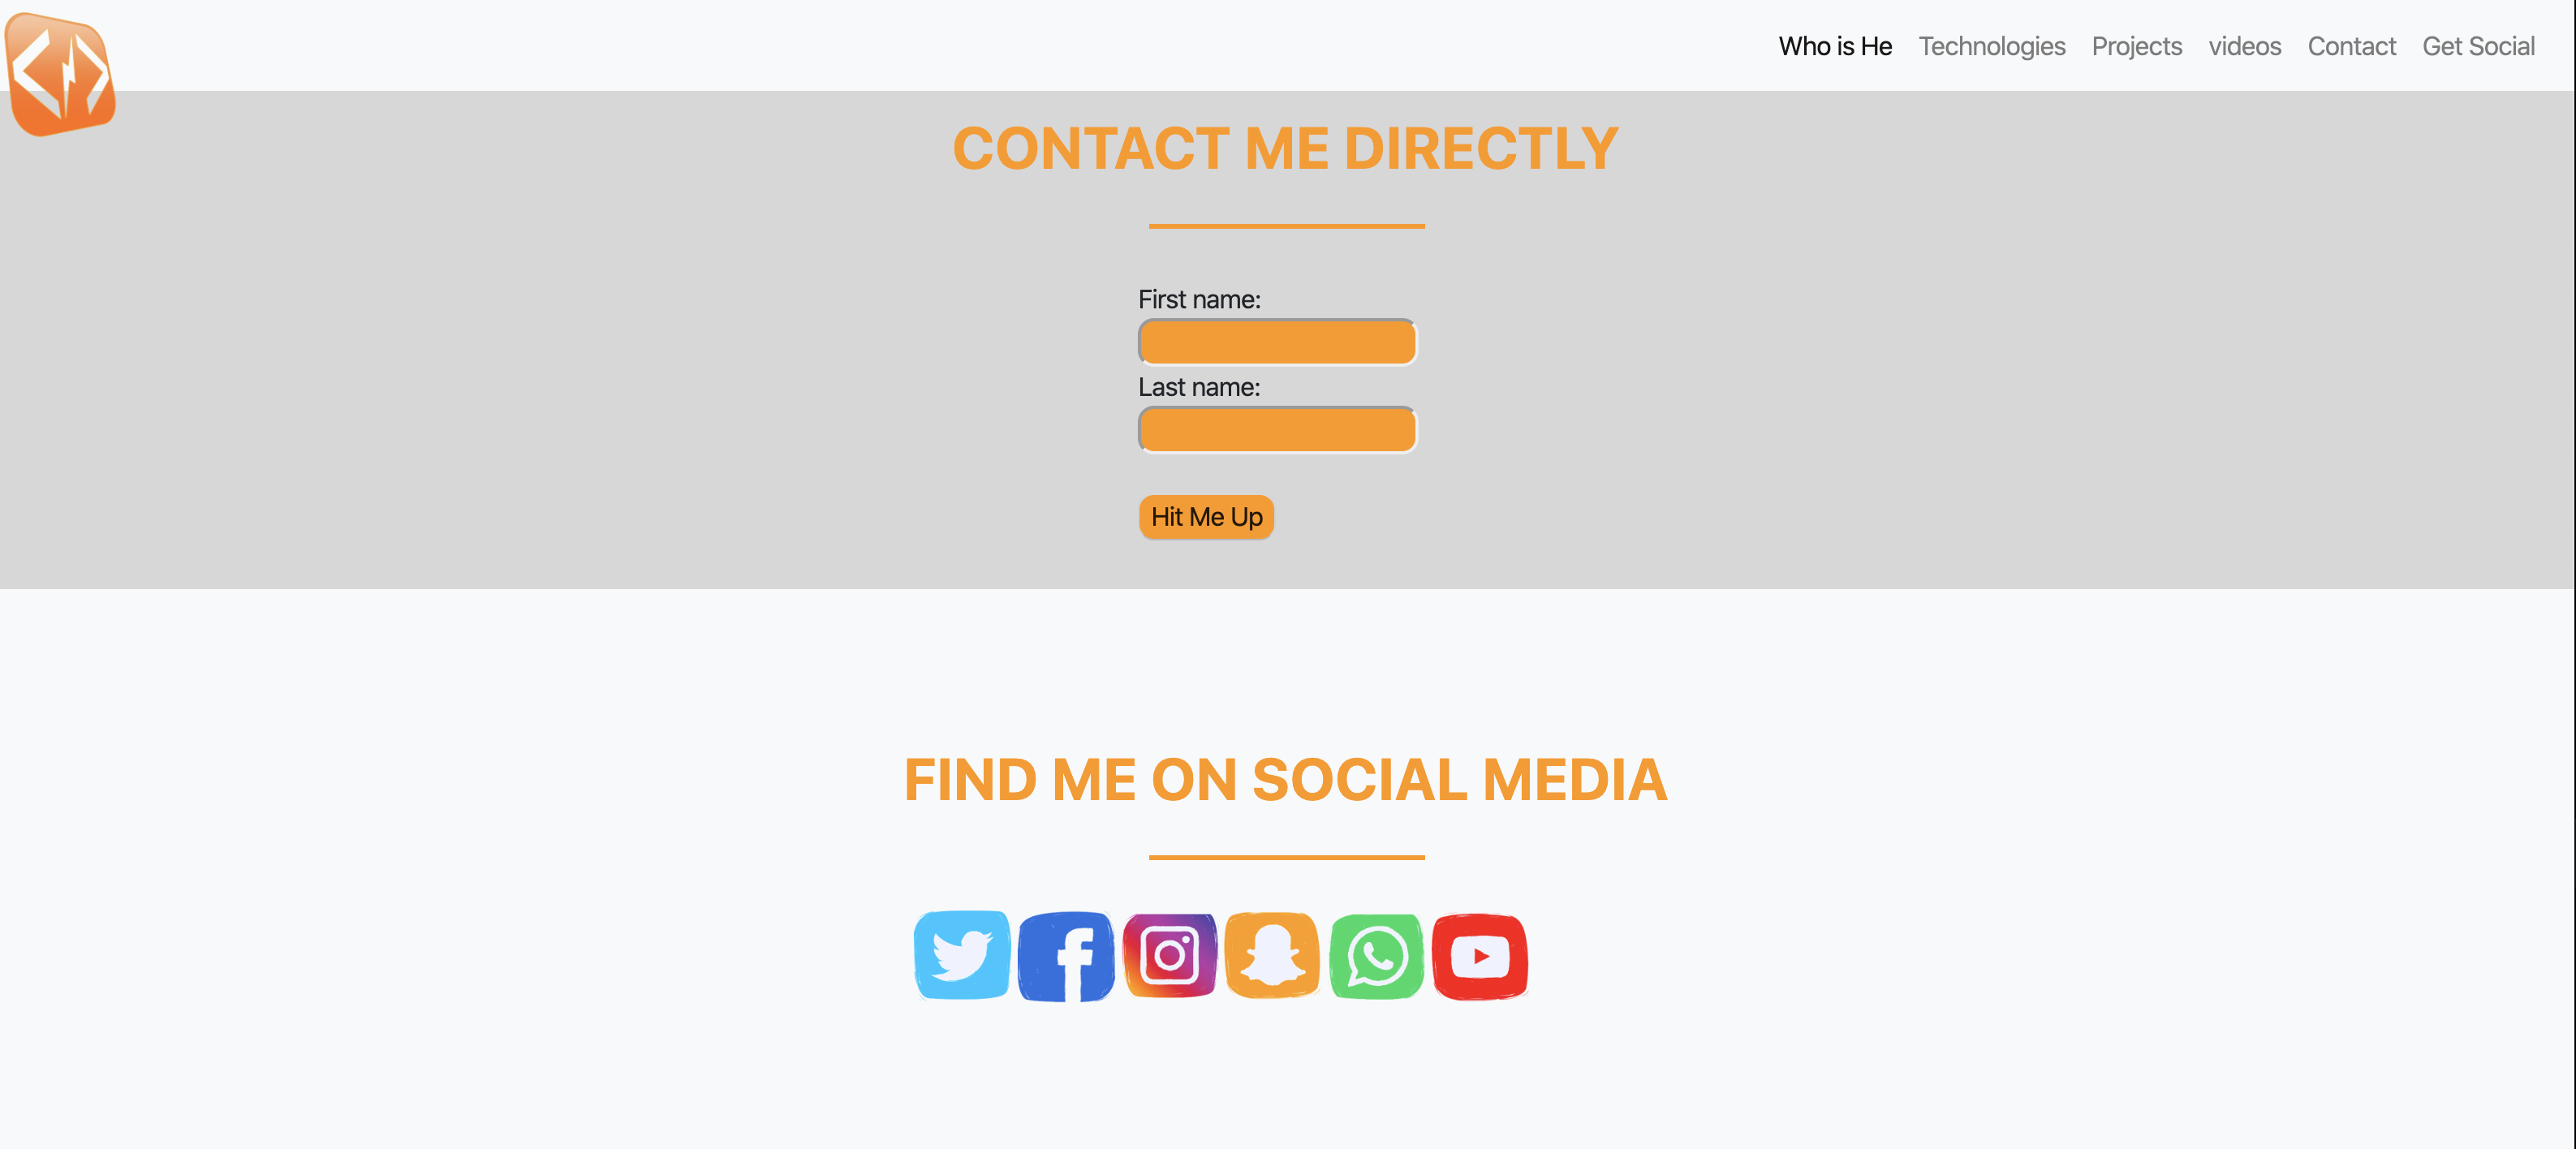 Who is He Technologies Projects videos Contact Get Social
CONTACT ME DIRECTLY
First name:
Last name:
Hit Me Up
FIND ME ON SOCIAL MEDIA